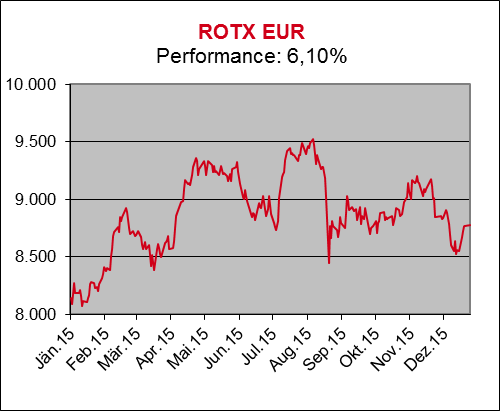 ROTX EUR
Performance: 6,10%
10.000
9.500
9.000
8.500
8.000
Jän.15
Feb.15
Mär.15
Apr.15
Mai.15
Jun.15
Jul.15
Aug.15
Sep.15
Okt.15
Nov.15
Dez.15